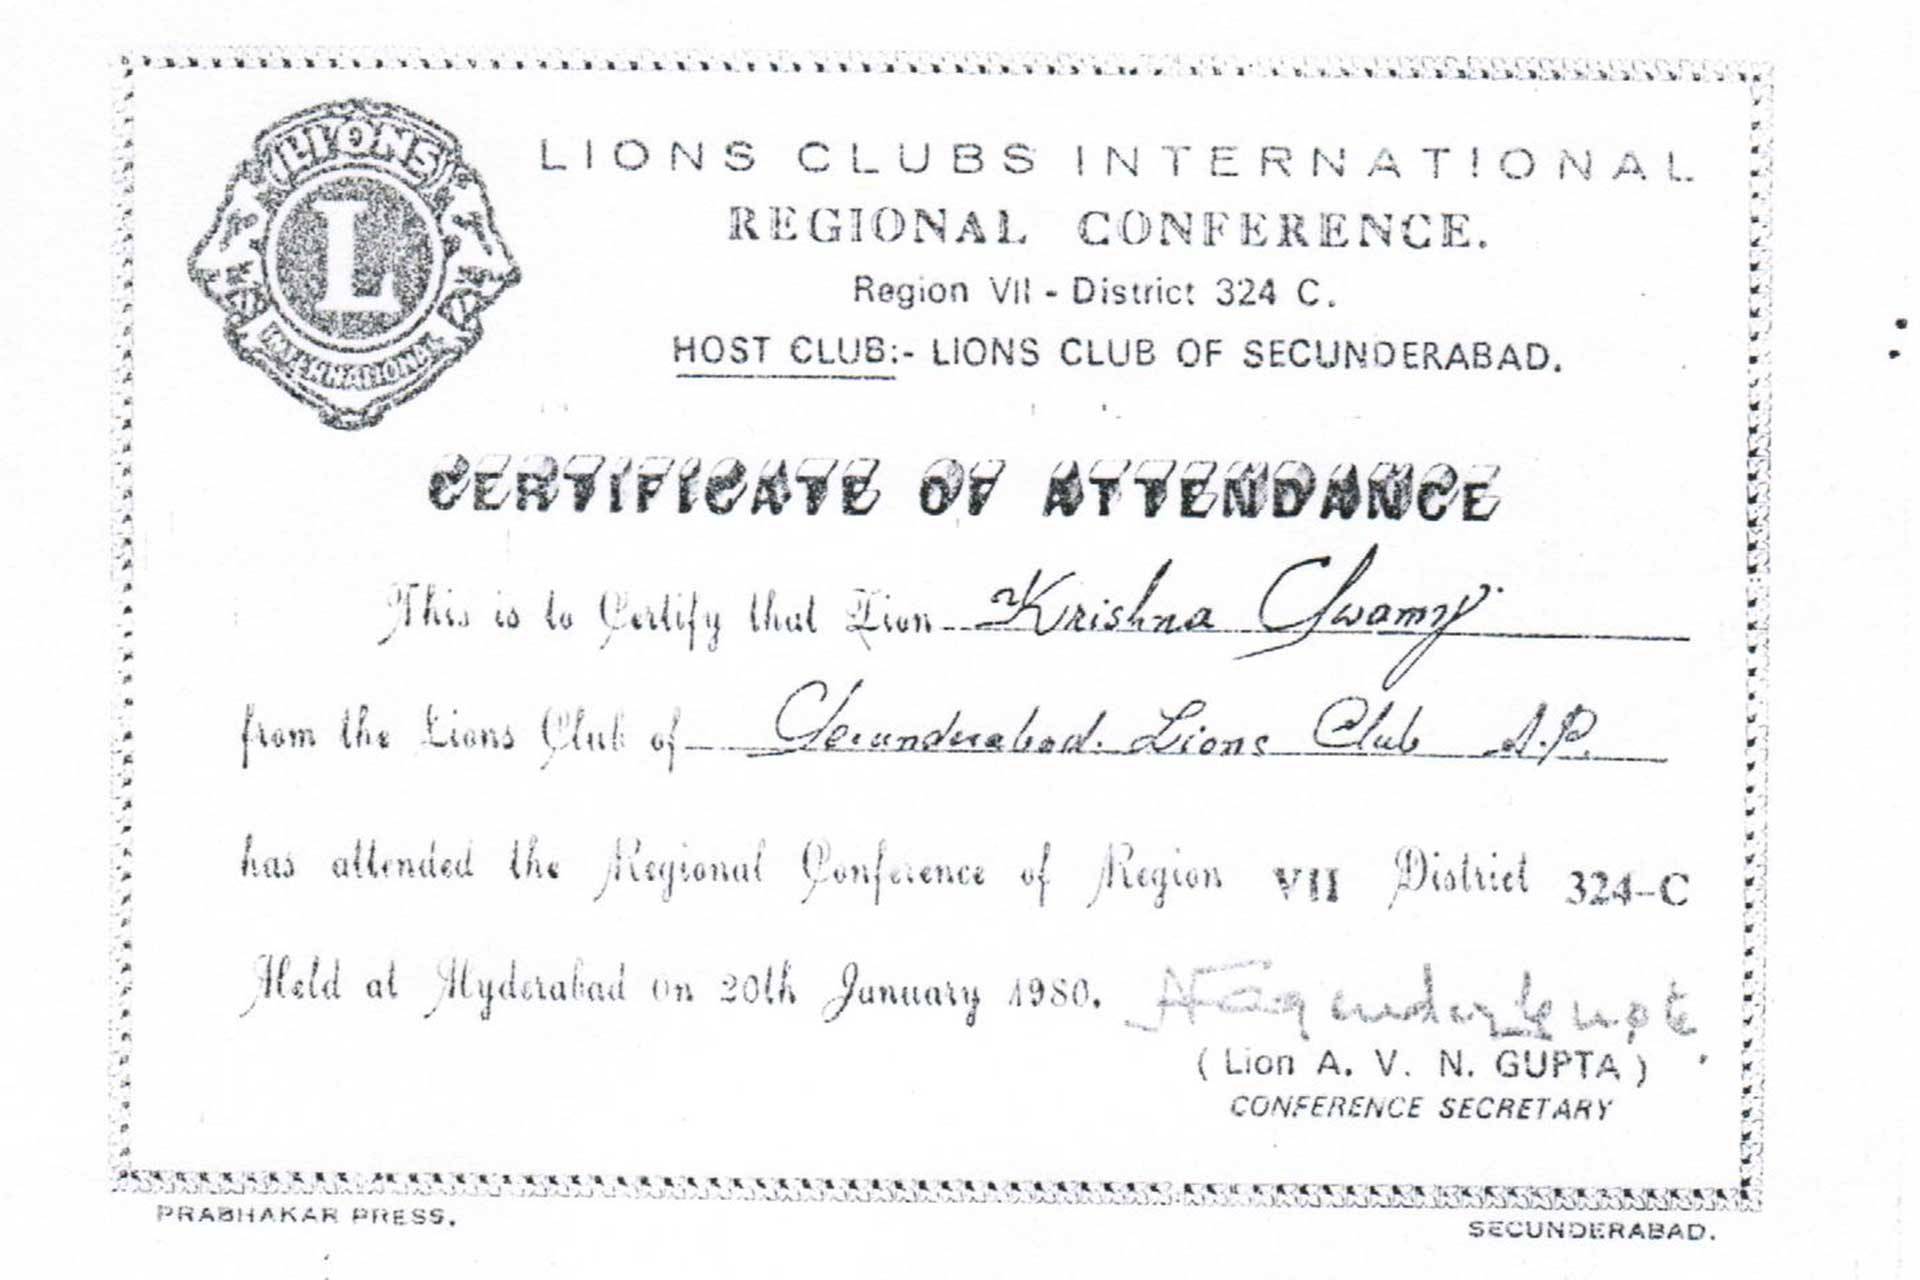 LIONS
L
INTERNATIONAL
LIONS CLUBS INTERNATIONAL
REGIONAL CONFERENCE.
Region VII - District 324 C.
HOST CLUB:- LIONS CLUB OF SECUNDERABAD.
CERTIFICATE OF ATTENDANCE
This is to Certify that Lion Krishna Swamy
from the Lions Club of Secunderabad. Lions Club A.P.
has attended the Regional Conference of Region VII District 324-C
Held at Hyderabad on 20th January 1980.
(Lion A. V. N. GUPTA)
CONFERENCE SECRETARY
PRABHAKAR PRESS.
SECUNDERABAD.